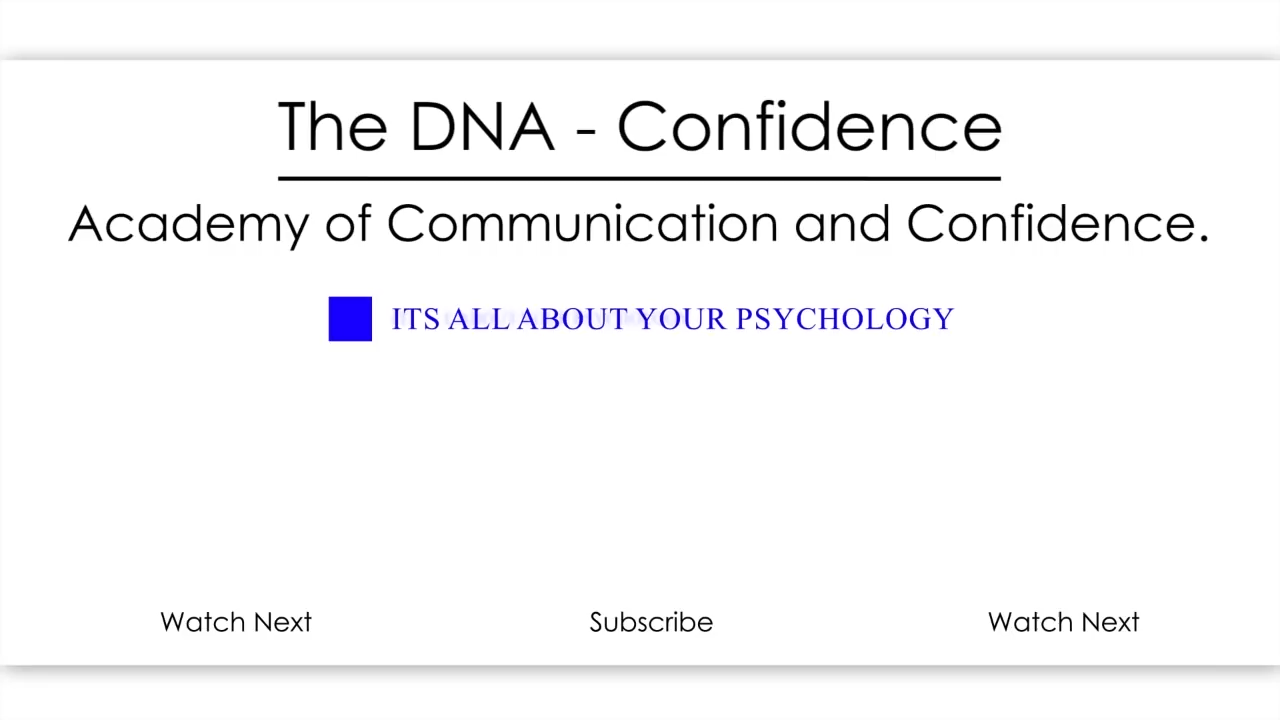 The DNA - Confidence
Academy of Communication and Confidence.
ITS ALL ABOUT YOUR PSYCHOLOGY
Watch Next
Subscribe
Watch Next